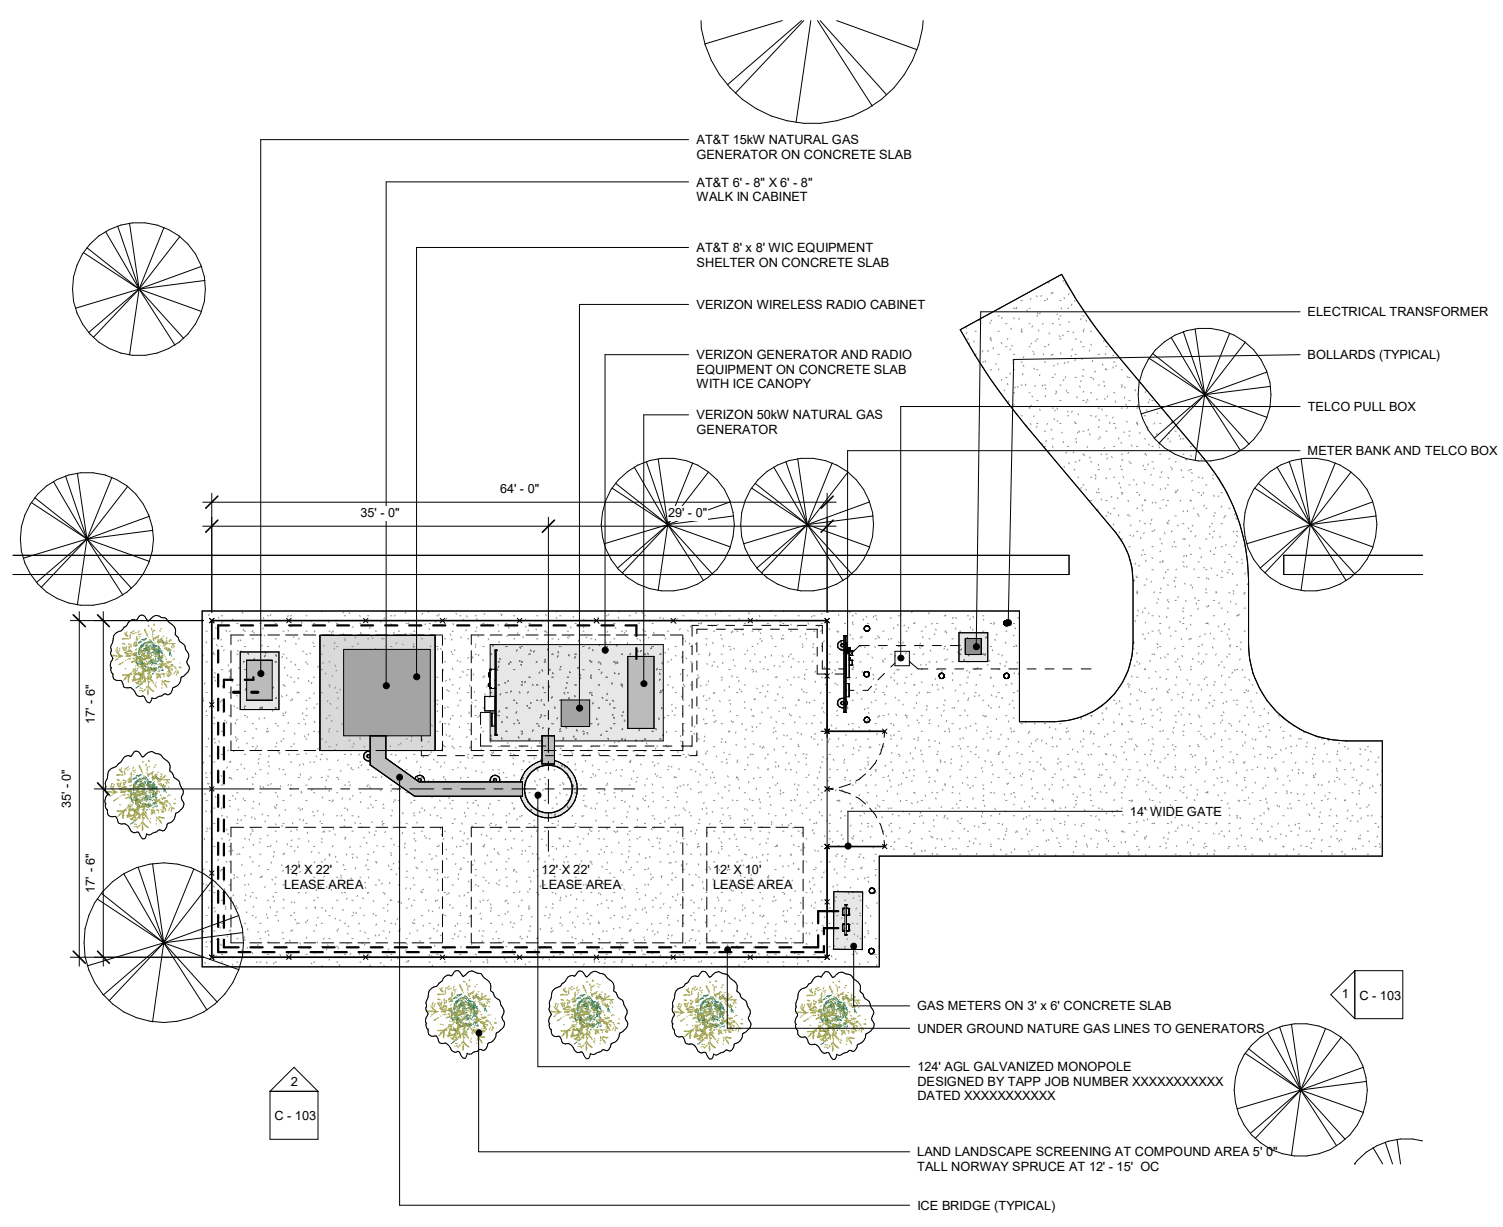 AT&T 15kW NATURAL GAS
GENERATOR ON CONCRETE SLAB
AT&T 6' - 8" X 6' - 8"
WALK IN CABINET
AT&T 8' x 8' WIC EQUIPMENT
SHELTER ON CONCRETE SLAB
VERIZON WIRELESS RADIO CABINET
VERIZON GENERATOR AND RADIO
EQUIPMENT ON CONCRETE SLAB
WITH ICE CANOPY
VERIZON 50kW NATURAL GAS
GENERATOR
ELECTRICAL TRANSFORMER
BOLLARDS (TYPICAL)
TELCO PULL BOX
METER BANK AND TELCO BOX
64' - 0"
35' - 0"
29' - 0"
17' - 6"
35' - 0"
17' - 6"
14' WIDE GATE
12' X 22'
LEASE AREA
12' X 22'
LEASE AREA
12' X 10'
LEASE AREA
1
C - 103
GAS METERS ON 3' x 6' CONCRETE SLAB
UNDER GROUND NATURE GAS LINES TO GENERATORS
124' AGL GALVANIZED MONOPOLE
DESIGNED BY TAPP JOB NUMBER XXXXXXXXXXX
DATED XXXXXXXXXXX
2
C - 103
LAND LANDSCAPE SCREENING AT COMPOUND AREA 5' 0"
TALL NORWAY SPRUCE AT 12' - 15' OC
ICE BRIDGE (TYPICAL)